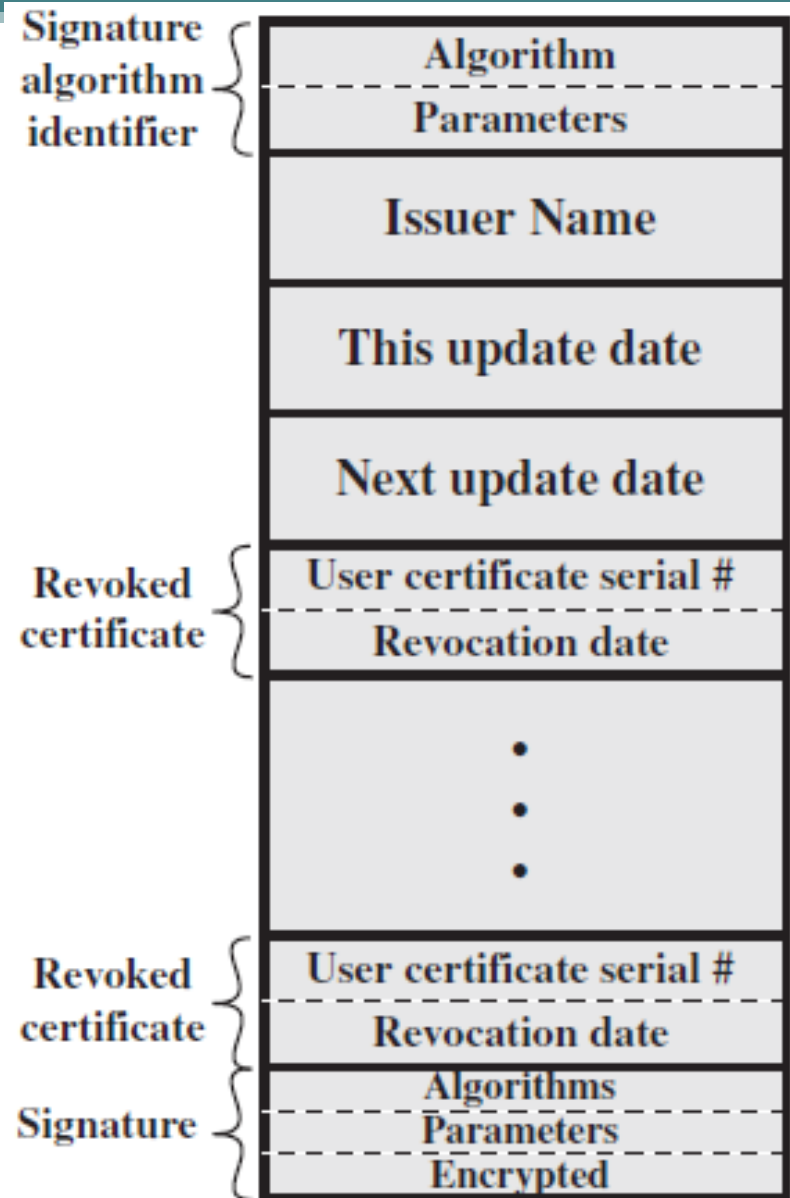 Signature
algorithm
identifier
Algorithm
Parameters
Issuer Name
This update date
Next update date
Revoked
certificate
User certificate serial #
Revocation date
Revoked
certificate
User certificate serial #
Revocation date
Signature
Algorithms
Parameters
Encrypted